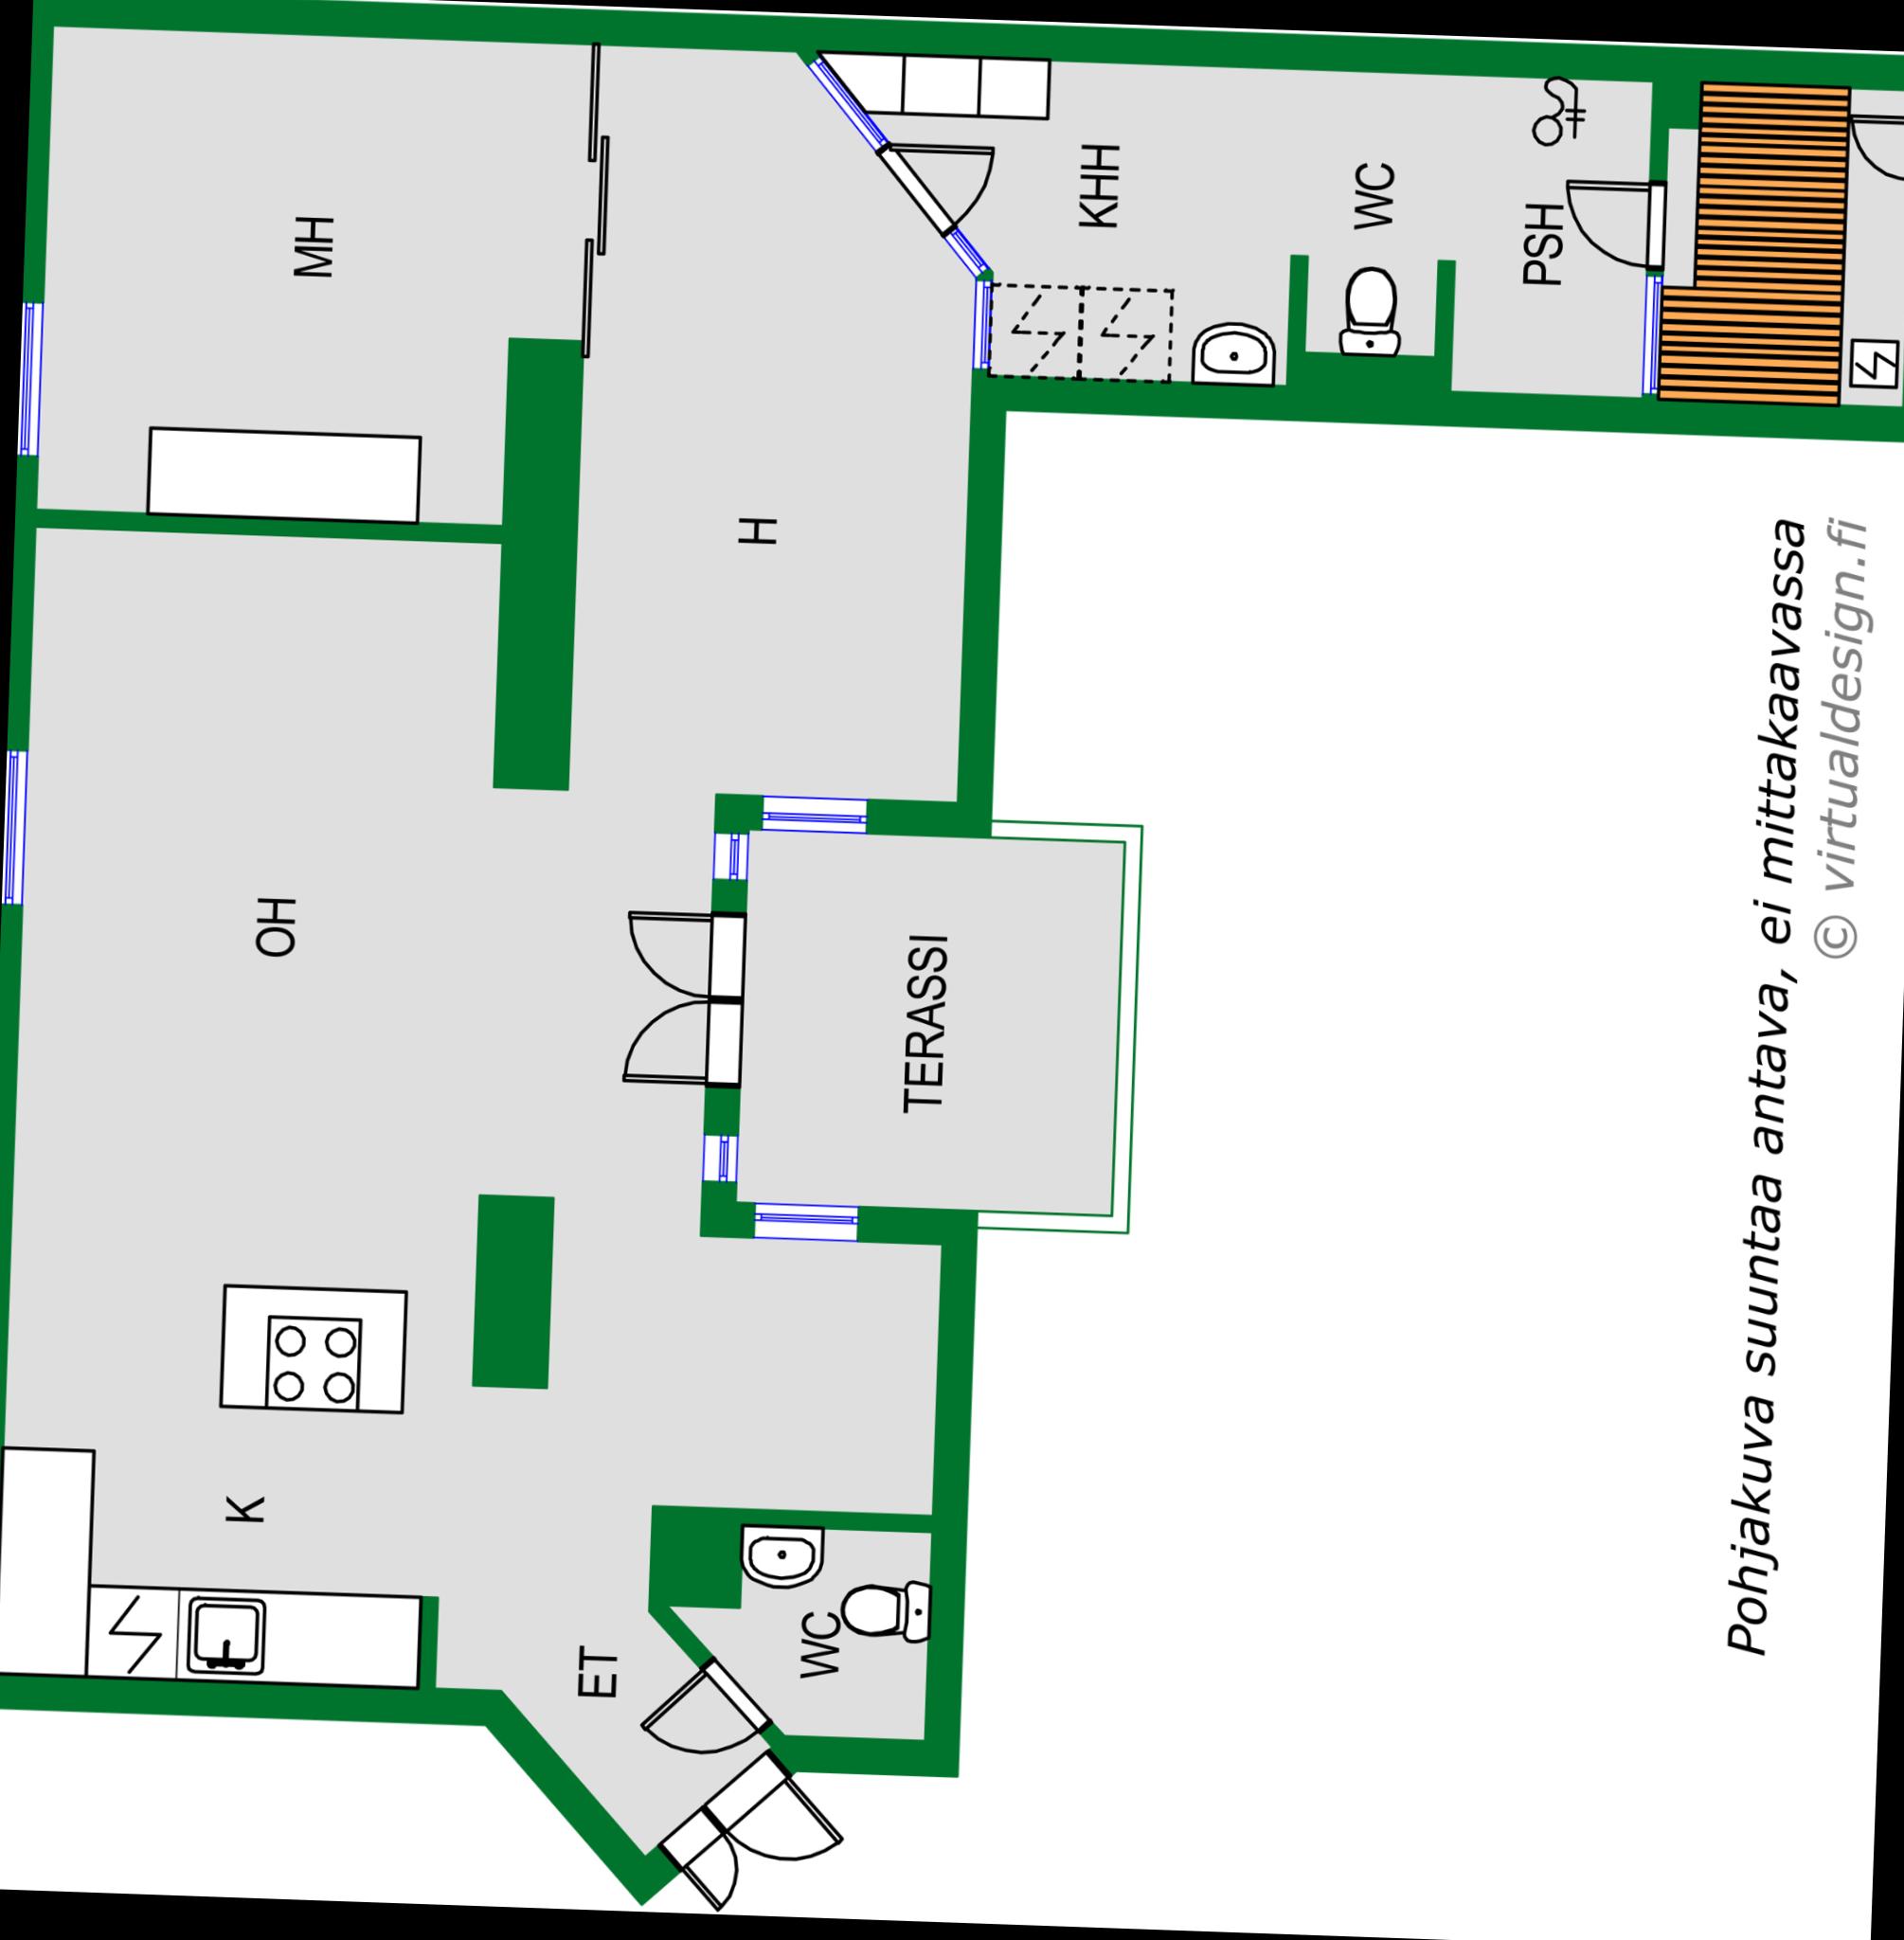 MH
KHH
WC
PSH
H
OH
TERASSI
K
ET
WC
Pohjakuva suuntaa antava, ei mittakaavassa
© virtualdesign.fi